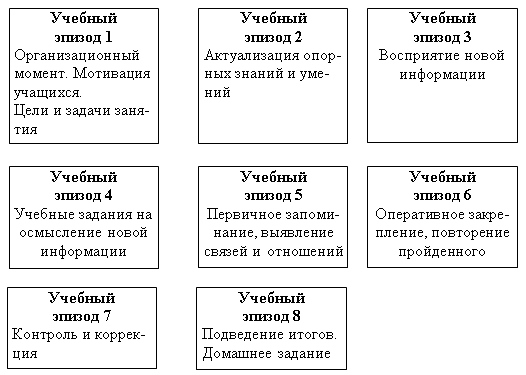 Учебный
эпизод 1
Организационный
момент. Мотивация
учащихся.
Цели и задачи заня-
тия
Учебный
эпизод 2
Актуализация опор-
ных знаний и уме-
ний
Учебный
эпизод 3
Восприятие новой
информации
Учебный
эпизод 4
Учебные задания на
осмысление новой
информации
Учебный
эпизод 5
Первичное запоми-
нание, выявление
связей и отношений
Учебный
эпизод 6
Оперативное закре-
пление, повторение
пройденного
Учебный
эпизод 7
Контроль и коррек-
ция
Учебный
эпизод 8
Подведение итогов.
Домашнее задание